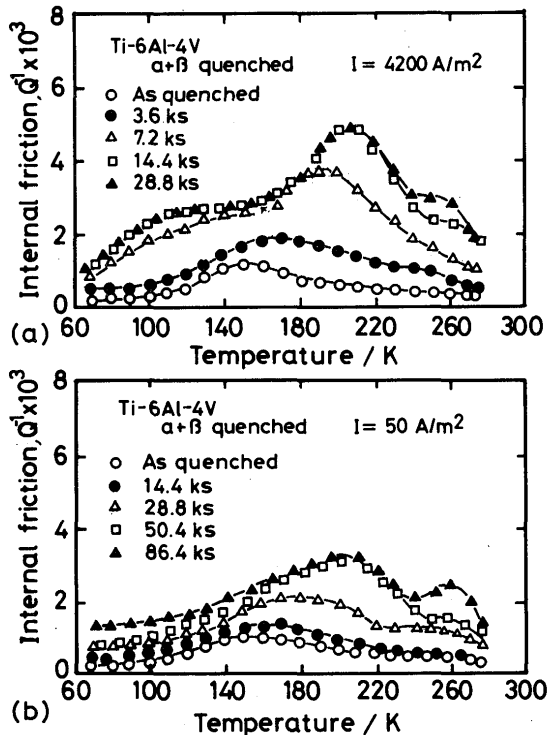 8
Ti-6Al-4V
α+β quenched I = 4200 A/m²
○ As quenched
● 3.6 ks
△ 7.2 ks
□ 14.4 ks
▲ 28.8 ks
6
4
2
0
Internal friction, Q⁻¹×10³
60 100 140 180 220 260 300
(a)
Temperature / K
8
Ti-6Al-4V
α+β quenched I = 50 A/m²
○ As quenched
● 14.4 ks
△ 28.8 ks
□ 50.4 ks
▲ 86.4 ks
6
4
2
0
Internal friction, Q⁻¹×10³
60 100 140 180 220 260 300
(b)
Temperature / K